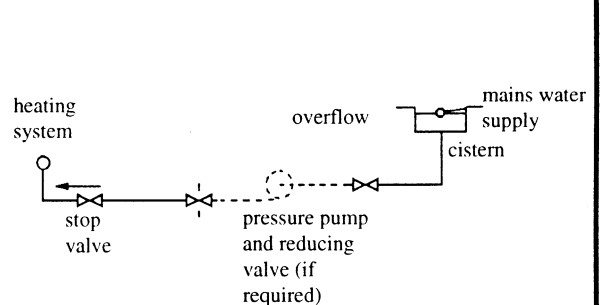 heating
system
overflow
mains water
supply
cistern
stop
valve
pressure pump
and reducing
valve (if
required)